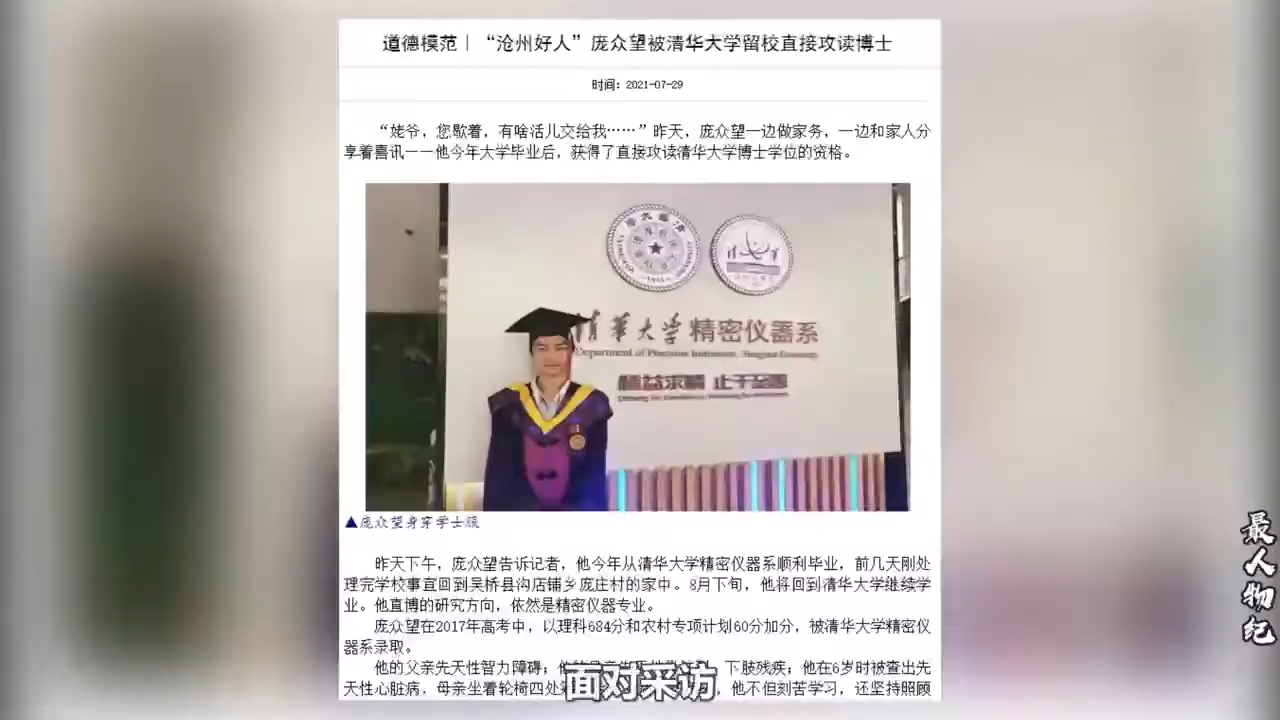 道德模范｜“沧州好人”庞众望被清华大学留校直接攻读博士
时间：2021-07-29
“姥爷，您歇着，有啥活儿交给我……”昨天，庞众望一边做家务，一边和家人分
享着喜讯——他今年大学毕业后，获得了直接攻读清华大学博士学位的资格。
清华大学 精密仪器系
Department of Precision Instrument, Tsinghua University
精益求精 止于至善
▲庞众望身穿学士服
昨天下午，庞众望告诉记者，他今年从清华大学精密仪器系顺利毕业，前几天刚处
理完学校事宜回到吴桥县沟店铺乡庞庄村的家中。8月下旬，他将回到清华大学继续学
业。他直博的研究方向，依然是精密仪器专业。
庞众望在2017年高考中，以理科684分和农村专项计划60分加分，被清华大学精密仪
器系录取。
他的父亲先天性智力障碍；下肢残疾；他在6岁时被查出先
天性心脏病，母亲坐着轮椅四处，他不但刻苦学习，还坚持照顾
面对采访
最人物纪